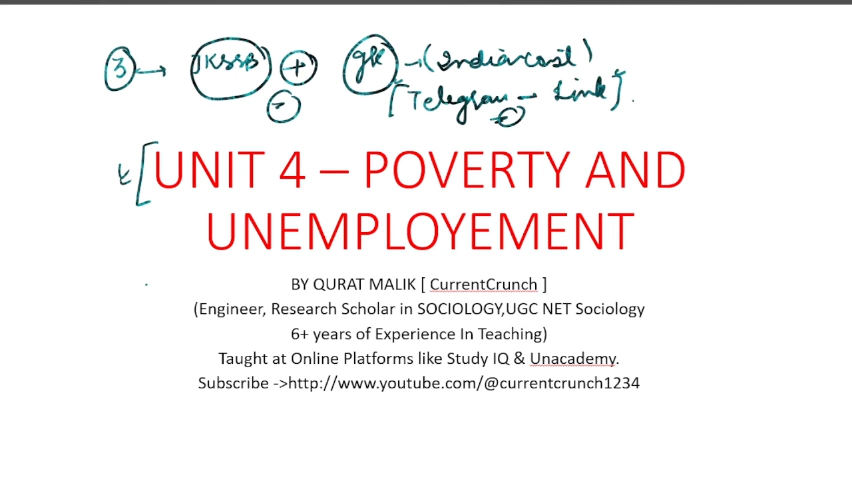 3 → JKSSB + gk → (Indian
[Telegram - Link].
UNIT 4 – POVERTY AND
UNEMPLOYEMENT
BY QURAT MALIK [ CurrentCrunch ]
(Engineer, Research Scholar in SOCIOLOGY,UGC NET Sociology
6+ years of Experience In Teaching)
Taught at Online Platforms like Study IQ & Unacademy.
Subscribe ->http://www.youtube.com/@currentcrunch1234